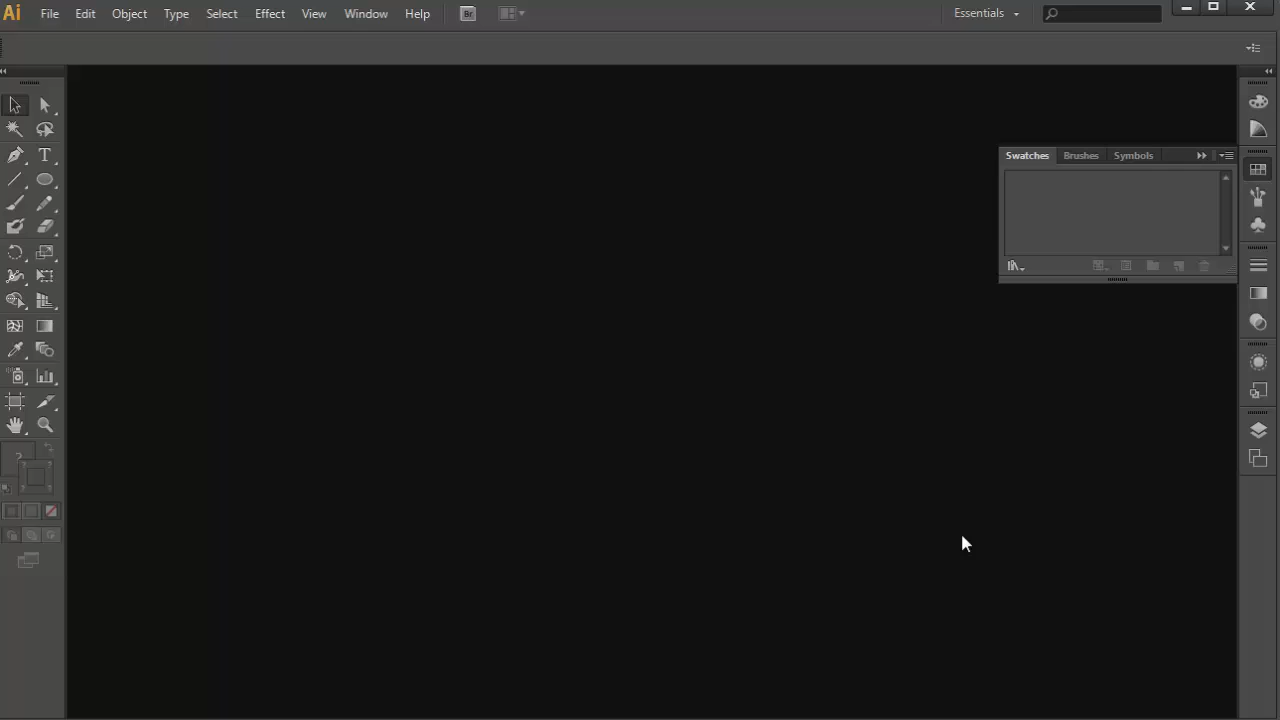 Ai File Edit Object Type Select Effect View Window Help Br Essentials
Swatches Brushes Symbols
T
?